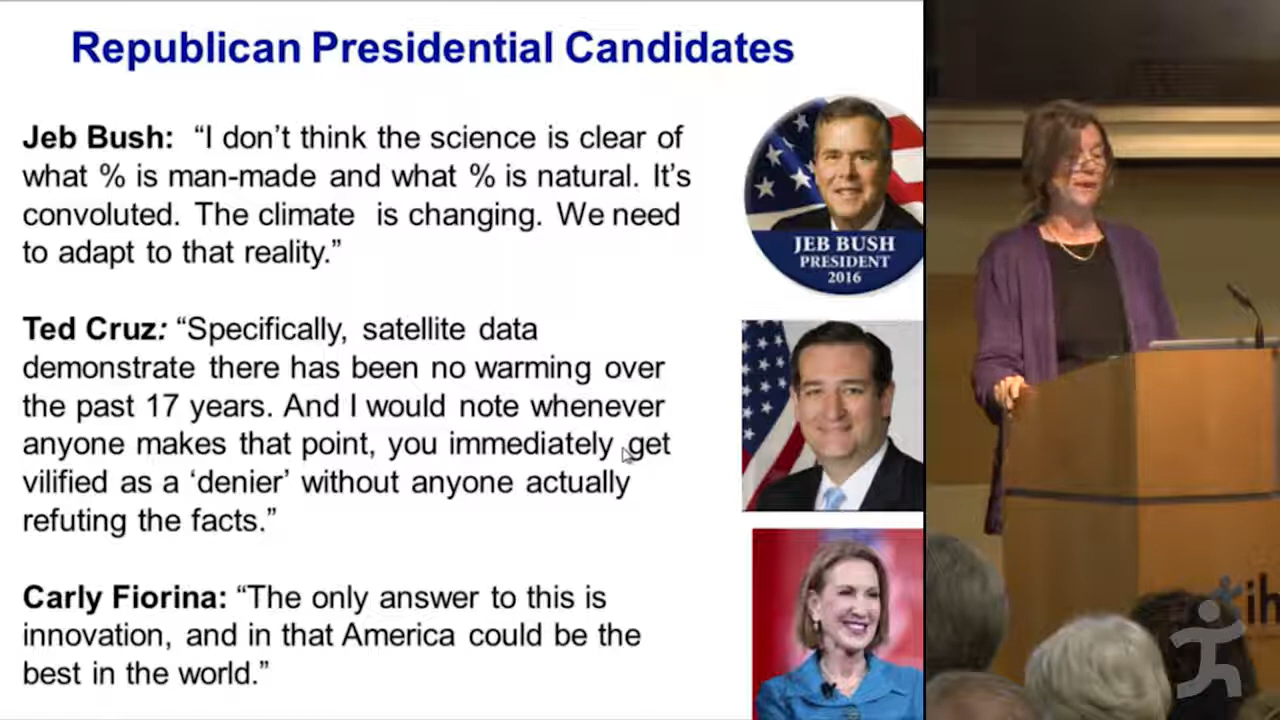 Republican Presidential Candidates
Jeb Bush: “I don’t think the science is clear of
what % is man-made and what % is natural. It’s
convoluted. The climate is changing. We need
to adapt to that reality.”
JEB BUSH
PRESIDENT
2016
Ted Cruz: “Specifically, satellite data
demonstrate there has been no warming over
the past 17 years. And I would note whenever
anyone makes that point, you immediately get
vilified as a ‘denier’ without anyone actually
refuting the facts.”
Carly Fiorina: “The only answer to this is
innovation, and in that America could be the
best in the world.”